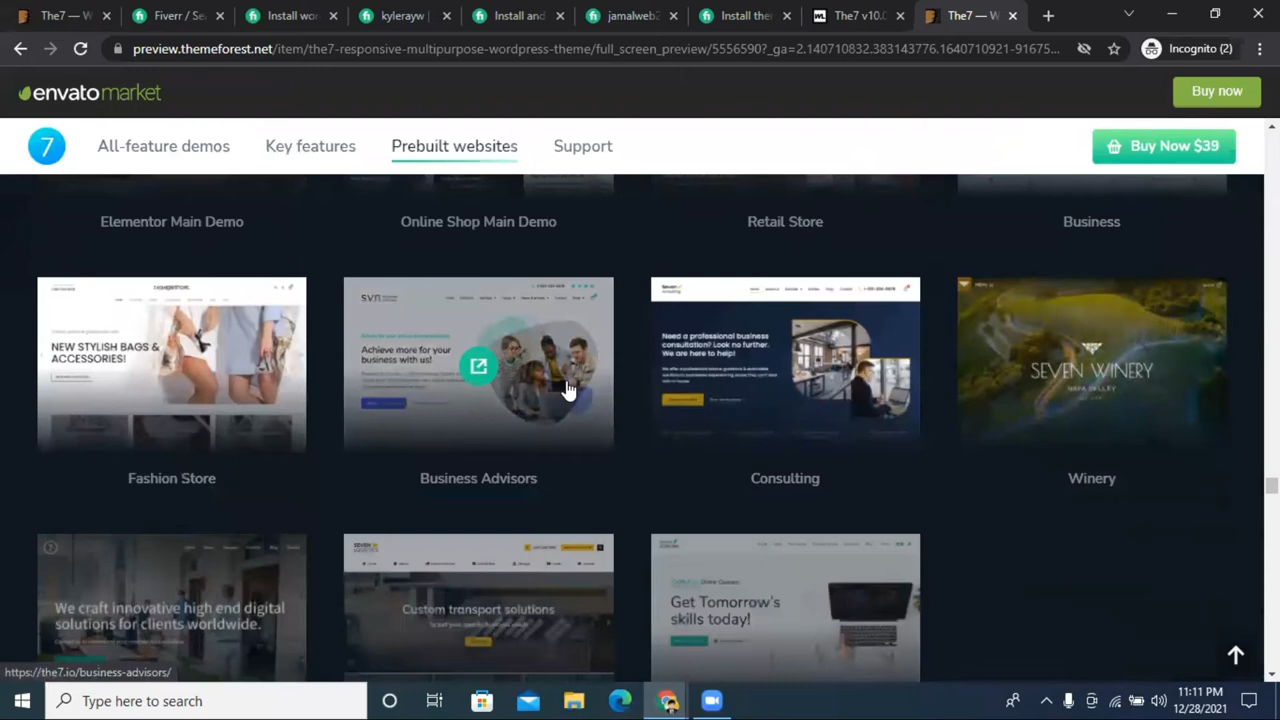 The7 — W
Fiverr / Se
Install wor
kylerayw
Install and
jamalweb2
Install the
The7 v10.0
The7 — W
preview.themeforest.net/item/the7-responsive-multipurpose-wordpress-theme/full_screen_preview/5556590?_ga=2.140710832.383143776.1640710921-91675...
Incognito (2)
envatomarket
Buy now
7
All-feature demos
Key features
Prebuilt websites
Support
Buy Now $39
Elementor Main Demo
Online Shop Main Demo
Retail Store
Business
NEW STYLISH BAGS &
ACCESSORIES!
svn
Achieve more for your
business with us!
Need a professional business
consultation? Look no further.
We are here to help!
SEVEN WINERY
NAPA VALLEY
Fashion Store
Business Advisors
Consulting
Winery
We craft innovative high end digital
solutions for clients worldwide.
Custom transport solutions
Get Tomorrow's
skills today!
https://the7.io/business-advisors/
Type here to search
11:11 PM
12/28/2021